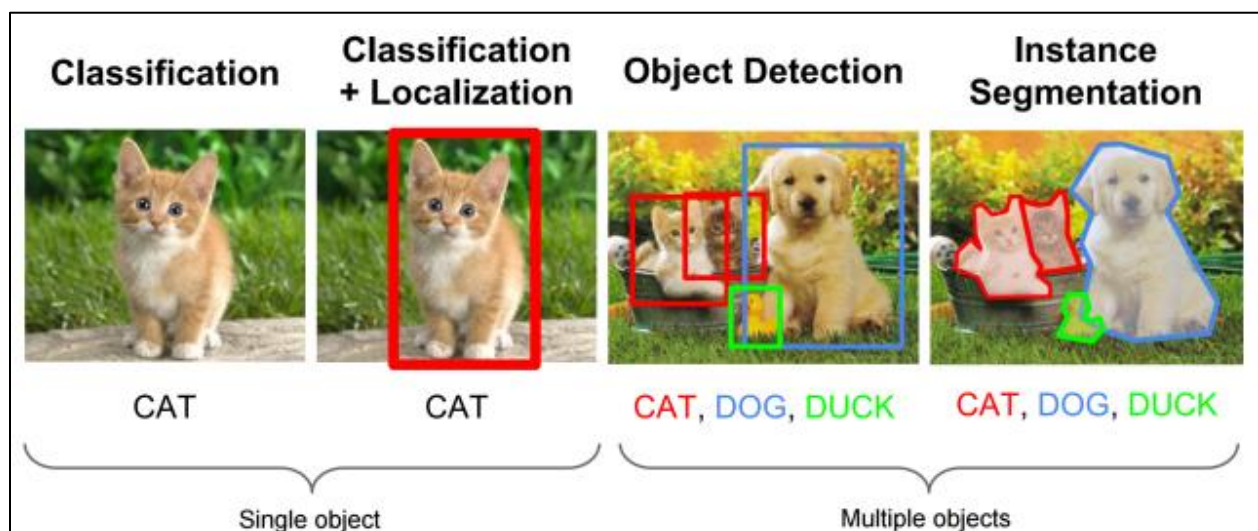 Classification
Classification
+ Localization
Object Detection
Instance
Segmentation
CAT
CAT
CAT, DOG, DUCK
CAT, DOG, DUCK
Single object
Multiple objects